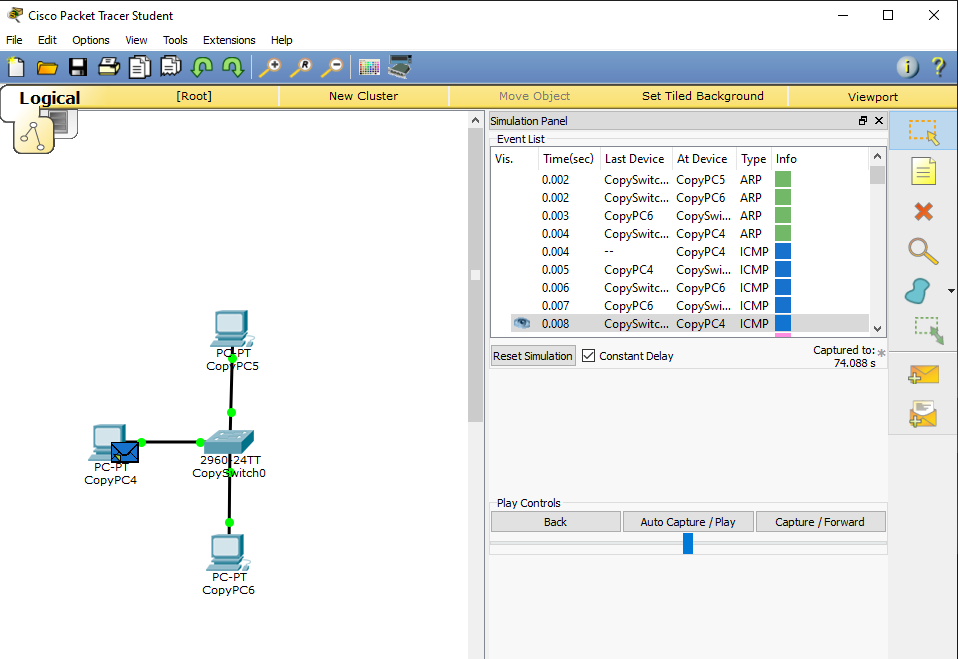 Cisco Packet Tracer Student
File Edit Options View Tools Extensions Help
Logical [Root] New Cluster Move Object Set Tiled Background Viewport
Simulation Panel
Event List
Vis. Time(sec) Last Device At Device Type Info
0.002 CopySwitc... CopyPC5 ARP
0.002 CopySwitc... CopyPC6 ARP
0.003 CopyPC6 CopySwi... ARP
0.004 CopySwitc... CopyPC4 ARP
0.004 -- CopyPC4 ICMP
0.005 CopyPC4 CopySwi... ICMP
0.006 CopySwitc... CopyPC6 ICMP
0.007 CopyPC6 CopySwi... ICMP
0.008 CopySwitc... CopyPC4 ICMP
Reset Simulation Constant Delay Captured to: *
74.088 s
Play Controls
Back Auto Capture / Play Capture / Forward
PC-PT
CopyPC5
2960-24TT
CopySwitch0
PC-PT
CopyPC4
PC-PT
CopyPC6